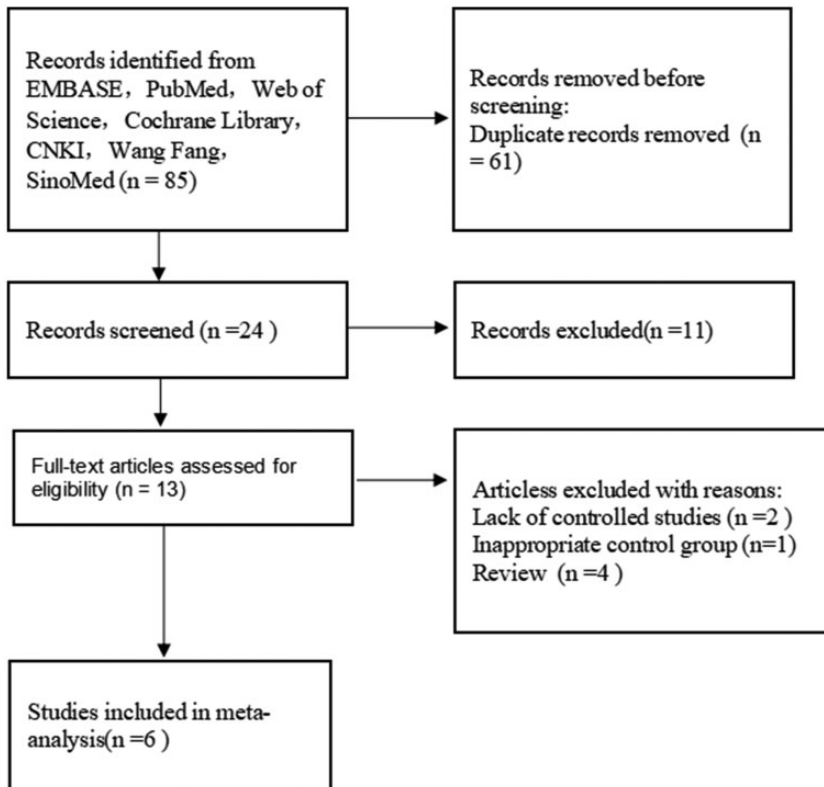 Records identified from
EMBASE，PubMed，Web of
Science，Cochrane Library，
CNKI，Wang Fang，
SinoMed (n = 85)
Records removed before
screening:
Duplicate records removed (n
= 61)
Records screened (n =24 )
Records excluded(n =11)
Full-text articles assessed for
eligibility (n = 13)
Articless excluded with reasons:
Lack of controlled studies (n =2 )
Inappropriate control group (n=1)
Review (n =4 )
Studies included in meta-
analysis(n =6 )